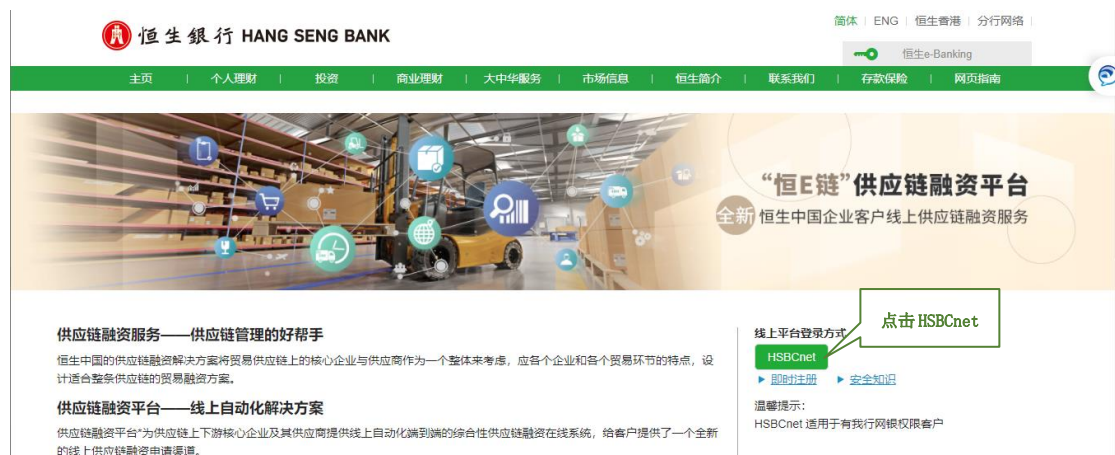 简体 | ENG | 恒生香港 | 分行网络 |
恒生銀行 HANG SENG BANK
恒生e-Banking
主页 | 个人理财 | 投资 | 商业理财 | 大中华服务 | 市场信息 | 恒生简介 | 联系我们 | 存款保险 | 网页指南
“恒E链”供应链融资平台
全新 恒生中国企业客户线上供应链融资服务
点击 HSBCnet
供应链融资服务——供应链管理的好帮手
恒生中国的供应链融资解决方案将贸易供应链上的核心企业与供应商作为一个整体来考虑，应各个企业和各个贸易环节的特点，设
计适合整条供应链的贸易融资方案。
供应链融资平台——线上自动化解决方案
供应链融资平台“为供应链上下游核心企业及其供应商提供线上自动化端到端的综合性供应链融资在线系统，给客户提供了一个全新
的线上供应链融资申请渠道。
线上平台登录方式
HSBCnet
即时注册 安全知识
温馨提示：
HSBCnet 适用于有我行网银权限客户